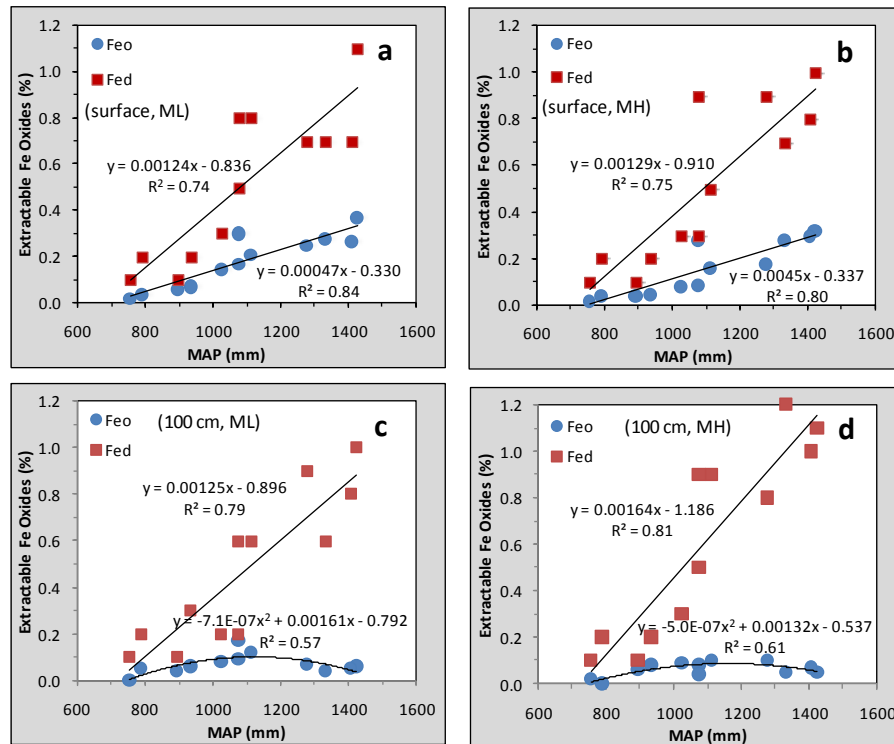 a
Feo
Fed
(surface, ML)
y = 0.00124x - 0.836
R² = 0.74
y = 0.00047x - 0.330
R² = 0.84
Extractable Fe Oxides (%)
1.2
1.0
0.8
0.6
0.4
0.2
0.0
600 800 1000 1200 1400 1600
MAP (mm)
b
Feo
Fed
(surface, MH)
y = 0.00129x - 0.910
R² = 0.75
y = 0.0045x - 0.337
R² = 0.80
Extractable Fe Oxides (%)
1.2
1.0
0.8
0.6
0.4
0.2
0.0
600 800 1000 1200 1400 1600
MAP (mm)
c
Feo
Fed
(100 cm, ML)
y = 0.00125x - 0.896
R² = 0.79
y = -7.1E-07x² + 0.00161x - 0.792
R² = 0.57
Extractable Fe Oxides (%)
1.2
1.0
0.8
0.6
0.4
0.2
0.0
600 800 1000 1200 1400 1600
MAP (mm)
d
Feo
Fed
(100 cm, MH)
y = 0.00164x - 1.186
R² = 0.81
y = -5.0E-07x² + 0.00132x - 0.537
R² = 0.61
Extractable Fe Oxides (%)
1.2
1.0
0.8
0.6
0.4
0.2
0.0
600 800 1000 1200 1400 1600
MAP (mm)